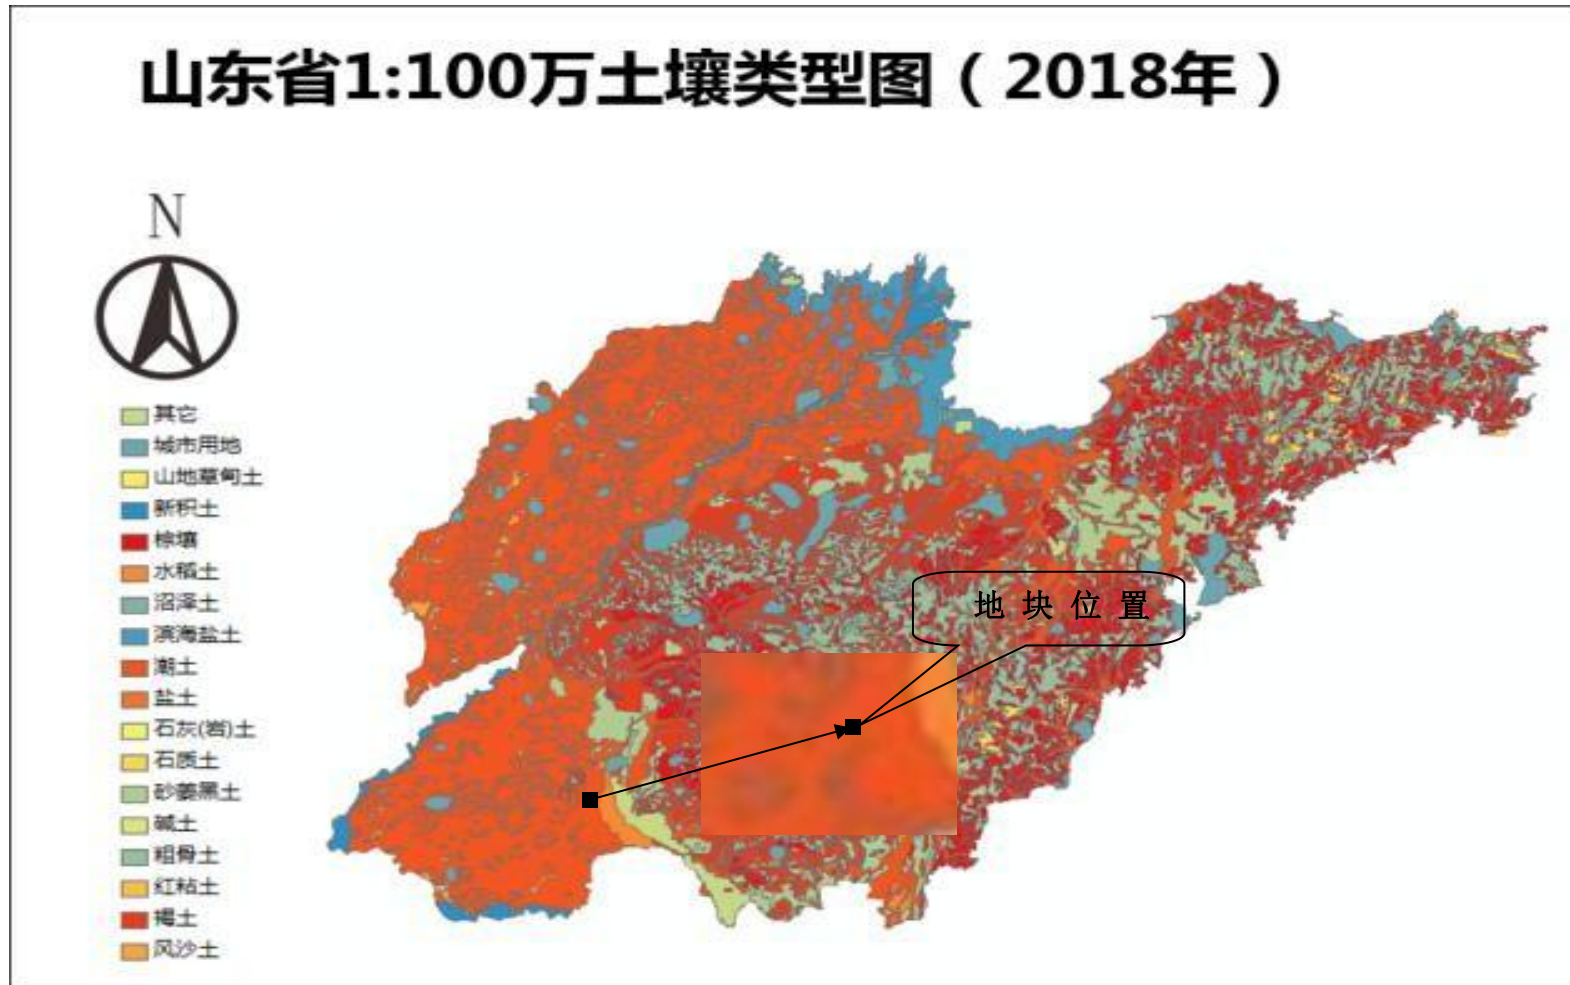 山东省1:100万土壤类型图（2018年）
N
其它
城市用地
山地草甸土
新积土
棕壤
水稻土
沼泽土
滨海盐土
潮土
盐土
石灰(岩)土
石质土
砂姜黑土
碱土
粗骨土
红粘土
褐土
风沙土
地块位置